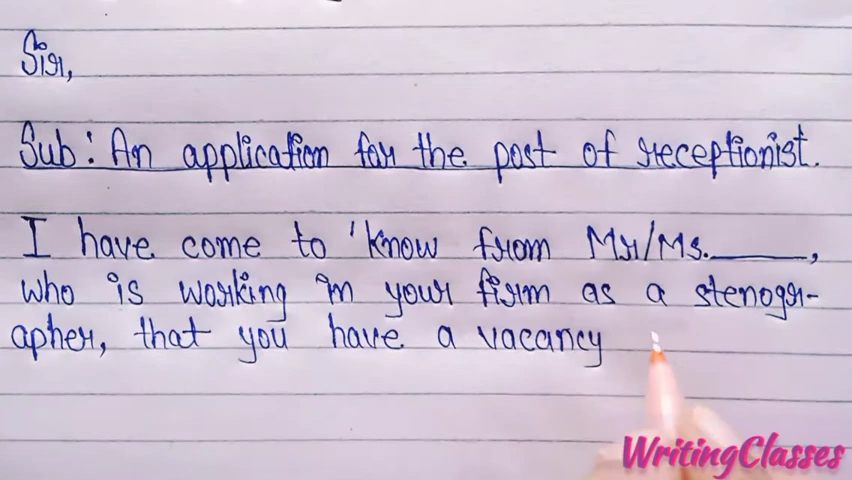 Sir,
Sub: An application for the post of receptionist.
I have come to 'know from Mr/Ms.______,
who is working in your firm as a stenogr-
apher, that you have a vacancy
WritingClasses